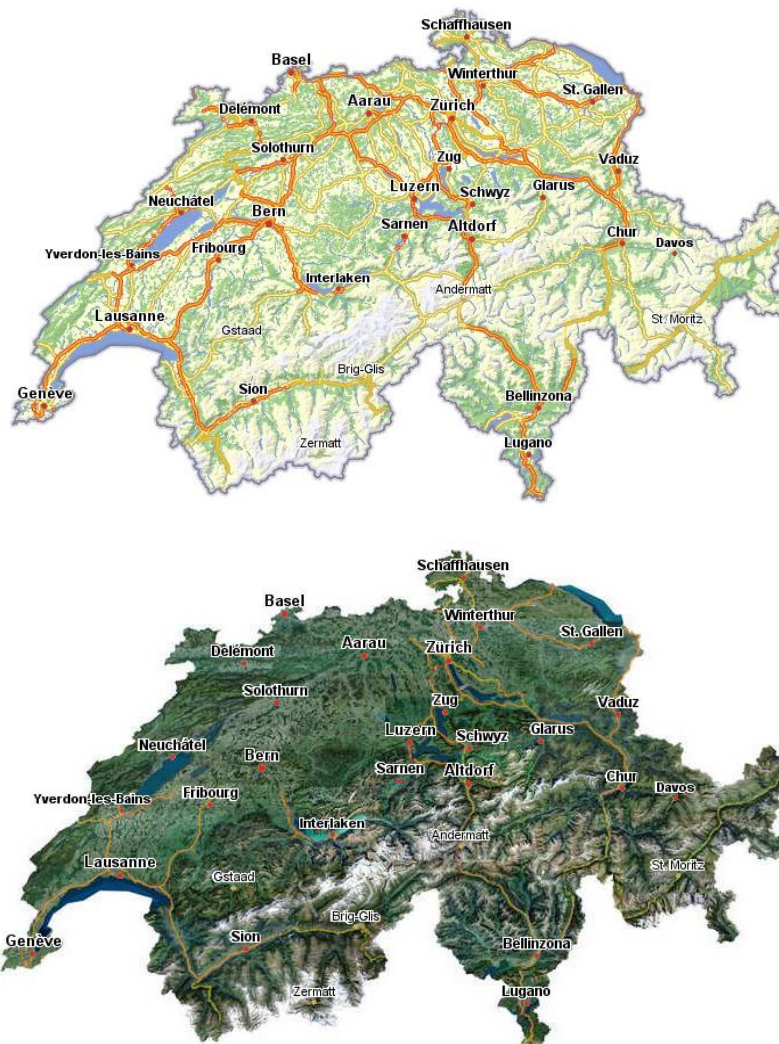 Schaffhausen
Basel
Winterthur
St. Gallen
Aarau
Zürich
Delémont
Solothurn
Zug
Vaduz
Luzern
Schwyz
Glarus
Neuchâtel
Bern
Sarnen
Altdorf
Chur
Davos
Fribourg
Yverdon-les-Bains
Interlaken
Andermatt
Lausanne
Gstaad
St. Moritz
Brig-Glis
Sion
Genève
Bellinzona
Zermatt
Lugano
Schaffhausen
Basel
Winterthur
St. Gallen
Aarau
Zürich
Delémont
Solothurn
Zug
Vaduz
Luzern
Schwyz
Glarus
Neuchâtel
Bern
Sarnen
Altdorf
Chur
Davos
Fribourg
Yverdon-les-Bains
Interlaken
Andermatt
Lausanne
Gstaad
St. Moritz
Brig-Glis
Genève
Sion
Bellinzona
Zermatt
Lugano